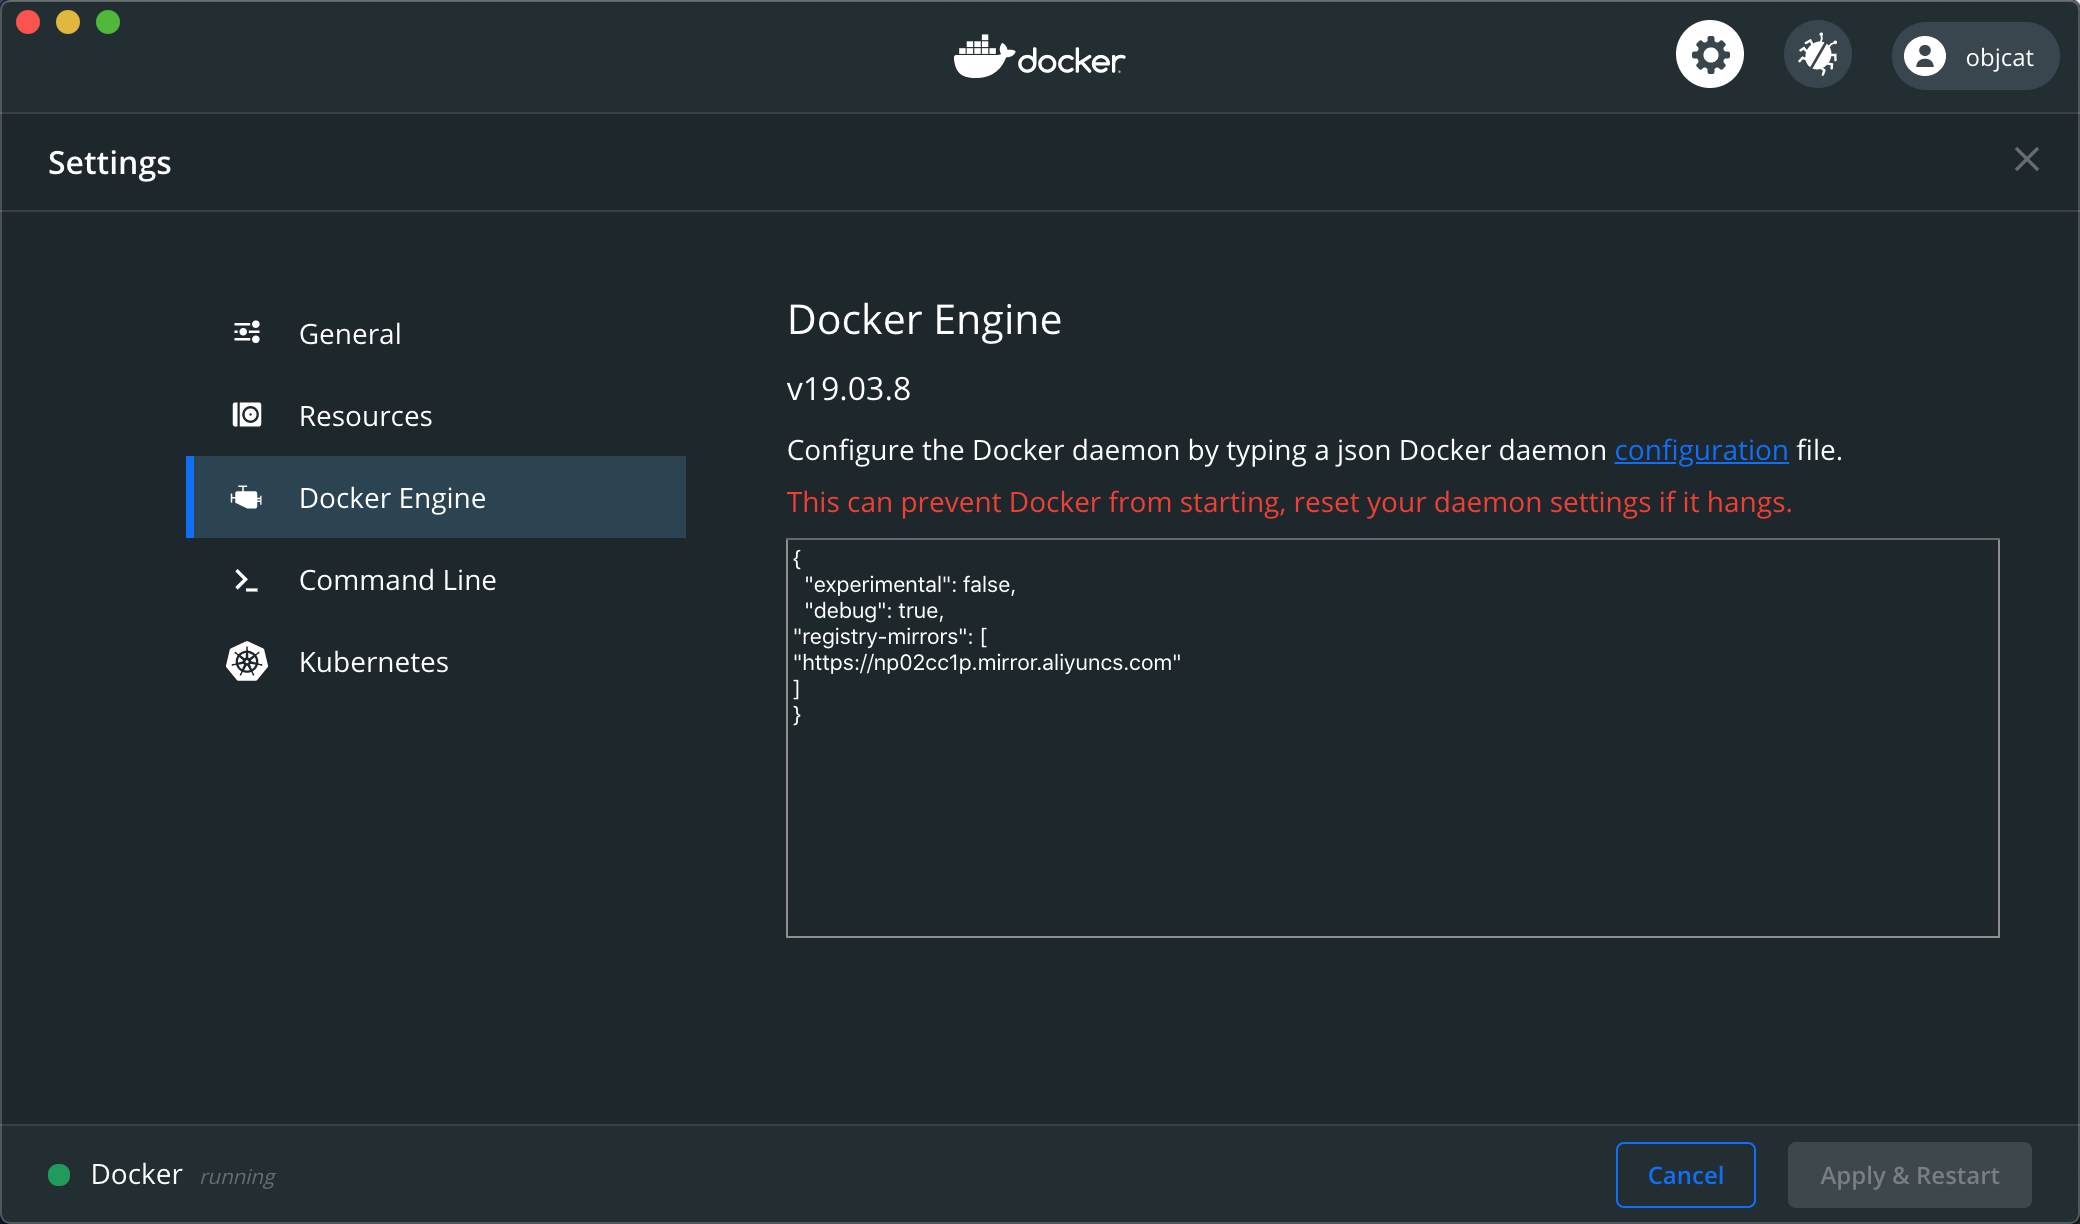 docker
objcat
Settings
General
Resources
Docker Engine
Command Line
Kubernetes
Docker Engine
v19.03.8
Configure the Docker daemon by typing a json Docker daemon configuration file.
This can prevent Docker from starting, reset your daemon settings if it hangs.
{
  "experimental": false,
  "debug": true,
"registry-mirrors": [
"https://np02cc1p.mirror.aliyuncs.com"
]
}
Docker running
Cancel
Apply & Restart